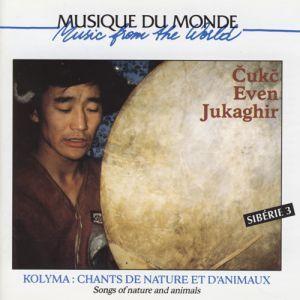 MUSIQUE DU MONDE
Music from the World
Čukč
Even
Jukaghir
SIBÉRIE 3
KOLYMA : CHANTS DE NATURE ET D'ANIMAUX
Songs of nature and animals